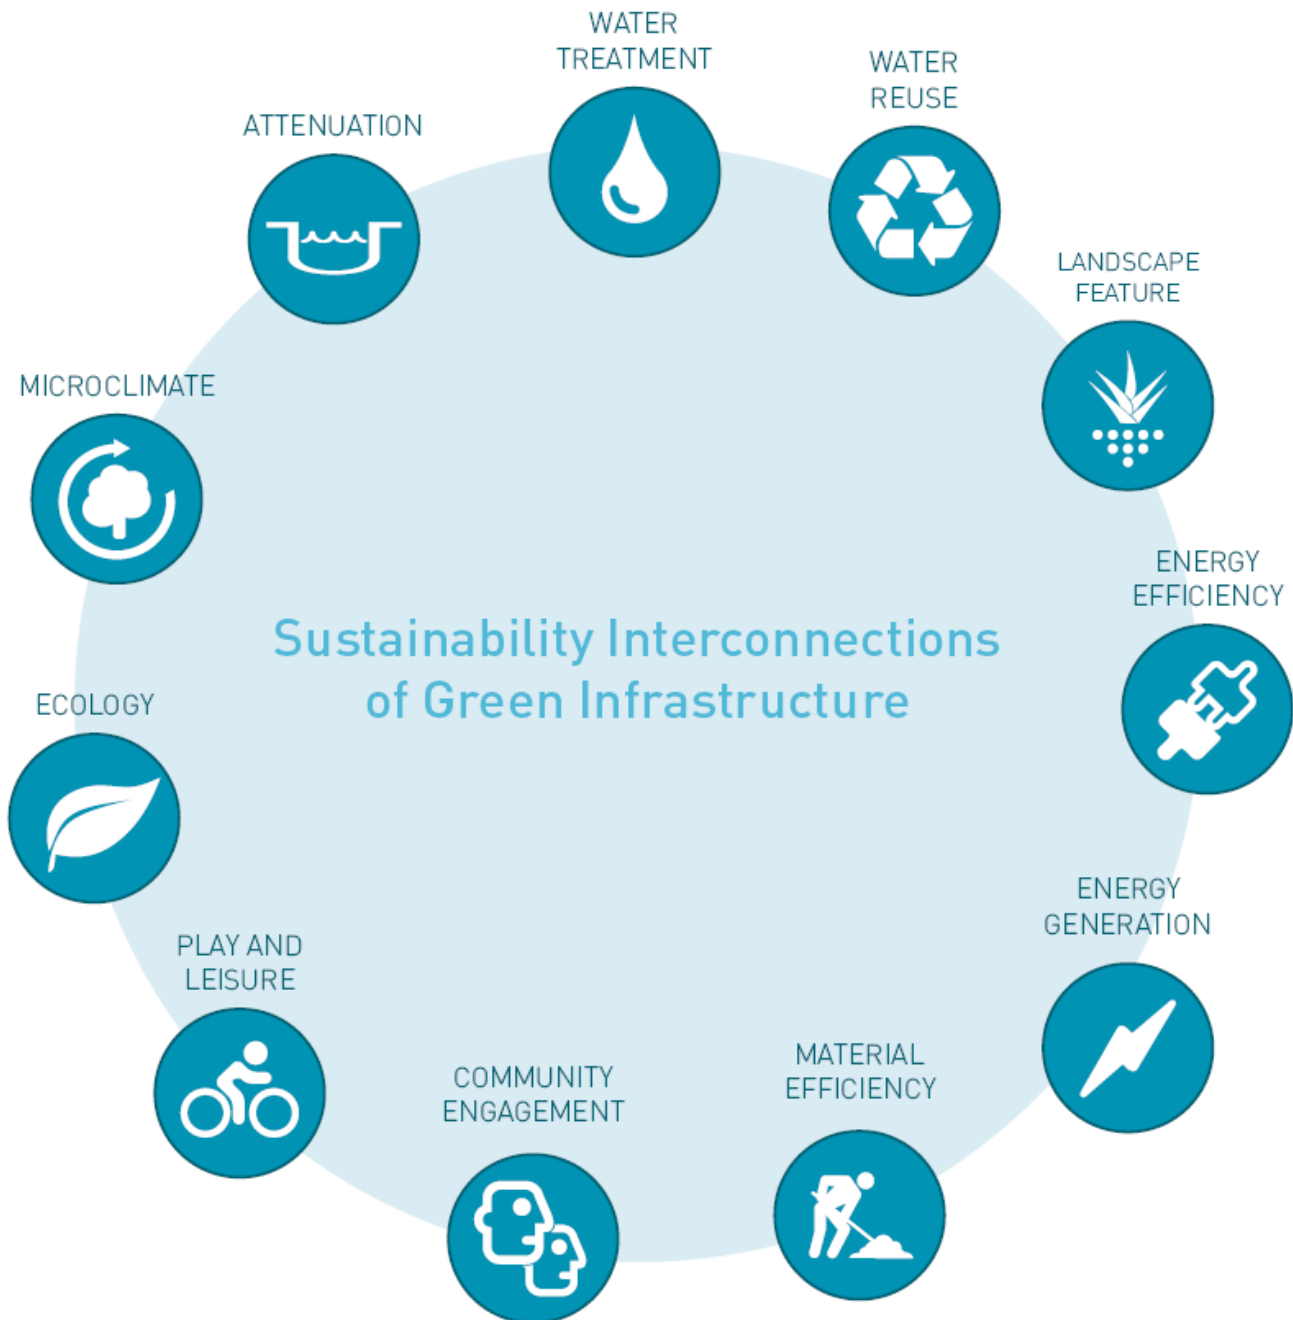 WATER
TREATMENT
WATER
REUSE
ATTENUATION
LANDSCAPE
FEATURE
MICROCLIMATE
ENERGY
EFFICIENCY
Sustainability Interconnections
of Green Infrastructure
ECOLOGY
ENERGY
GENERATION
PLAY AND
LEISURE
MATERIAL
EFFICIENCY
COMMUNITY
ENGAGEMENT